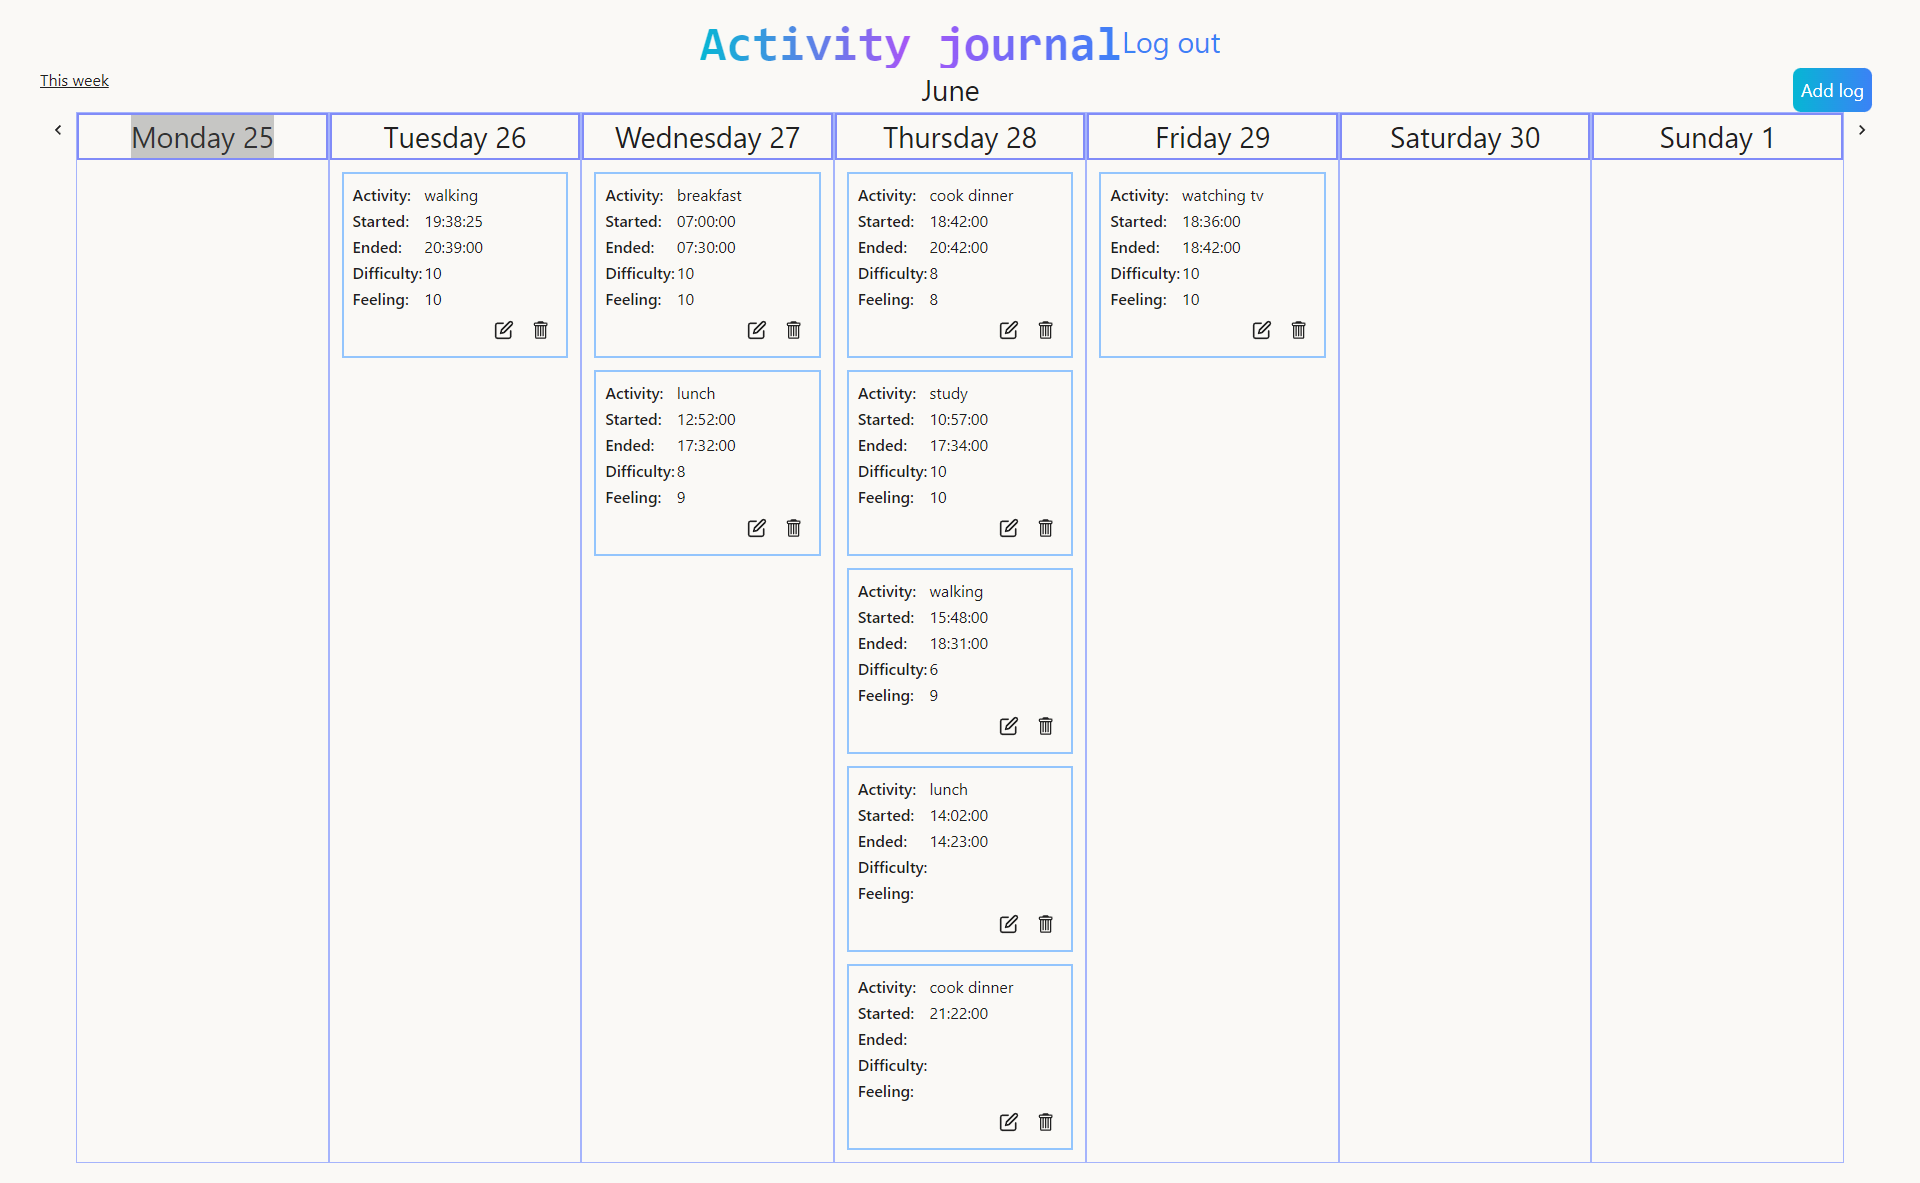 Activity journal Log out
This week
June
Add log
Monday 25
Tuesday 26
Wednesday 27
Thursday 28
Friday 29
Saturday 30
Sunday 1
Activity: walking
Started: 19:38:25
Ended: 20:39:00
Difficulty: 10
Feeling: 10
Activity: breakfast
Started: 07:00:00
Ended: 07:30:00
Difficulty: 10
Feeling: 10
Activity: lunch
Started: 12:52:00
Ended: 17:32:00
Difficulty: 8
Feeling: 9
Activity: cook dinner
Started: 18:42:00
Ended: 20:42:00
Difficulty: 8
Feeling: 8
Activity: study
Started: 10:57:00
Ended: 17:34:00
Difficulty: 10
Feeling: 10
Activity: walking
Started: 15:48:00
Ended: 18:31:00
Difficulty: 6
Feeling: 9
Activity: lunch
Started: 14:02:00
Ended: 14:23:00
Difficulty:
Feeling:
Activity: cook dinner
Started: 21:22:00
Ended:
Difficulty:
Feeling:
Activity: watching tv
Started: 18:36:00
Ended: 18:42:00
Difficulty: 10
Feeling: 10